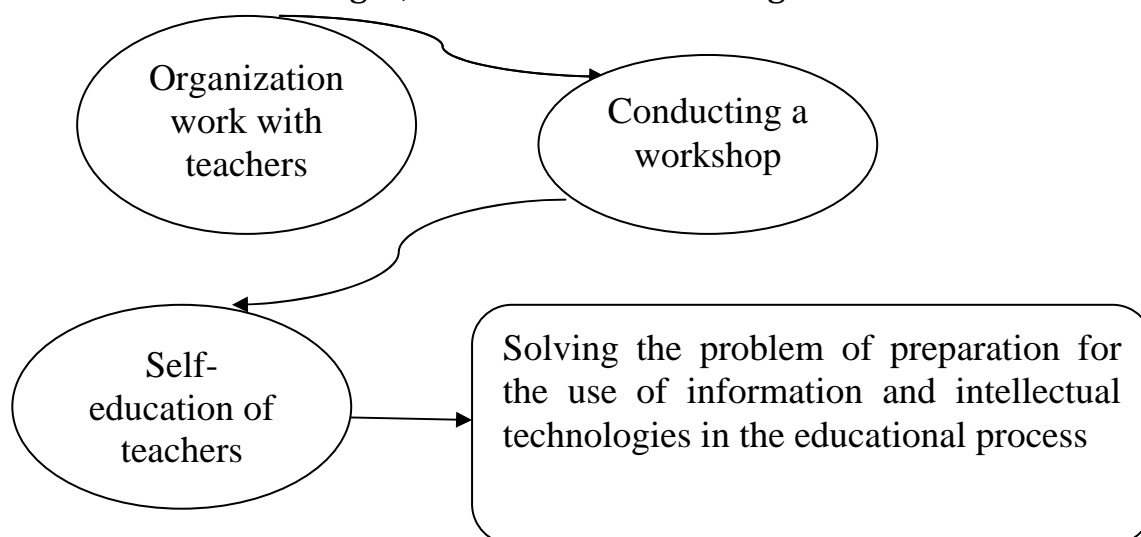 Organization
work with
teachers
Conducting a
workshop
Self-
education of
teachers
Solving the problem of preparation for
the use of information and intellectual
technologies in the educational process